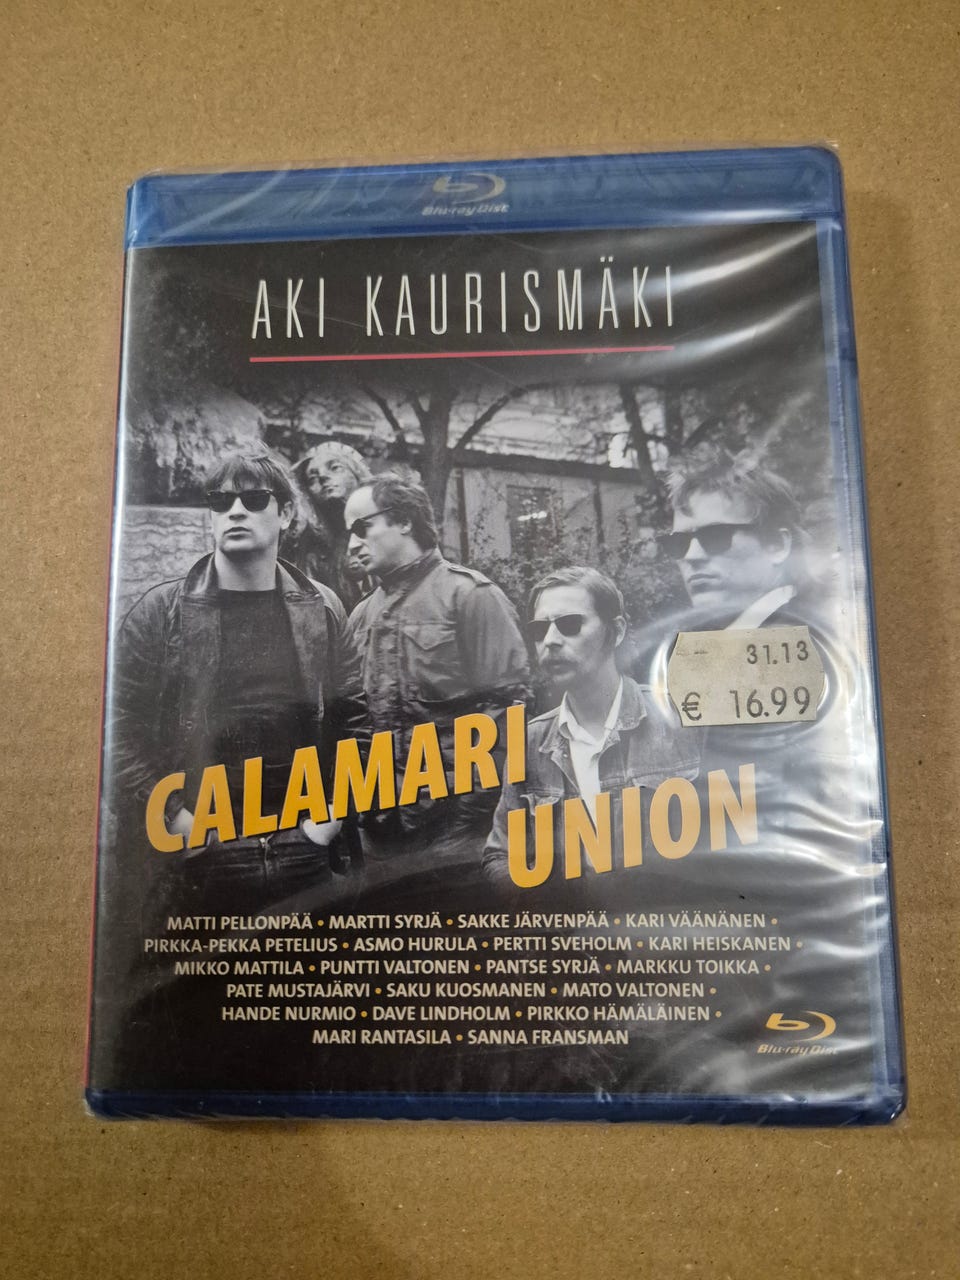 Blu-ray Disc
AKI KAURISMÄKI
31.13
€ 16.99
CALAMARI
UNION
MATTI PELLONPÄÄ • MARTTI SYRJÄ • SAKKE JÄRVENPÄÄ • KARI VÄÄNÄNEN •
PIRKKA-PEKKA PETELIUS • ASMO HURULA • PERTTI SVEHOLM • KARI HEISKANEN •
MIKKO MATTILA • PUNTTI VALTONEN • PANTSE SYRJÄ • MARKKU TOIKKA •
PATE MUSTAJÄRVI • SAKU KUOSMANEN • MATO VALTONEN •
HANDE NURMIO • DAVE LINDHOLM • PIRKKO HÄMÄLÄINEN •
MARI RANTASILA • SANNA FRANSMAN
Blu-ray Disc